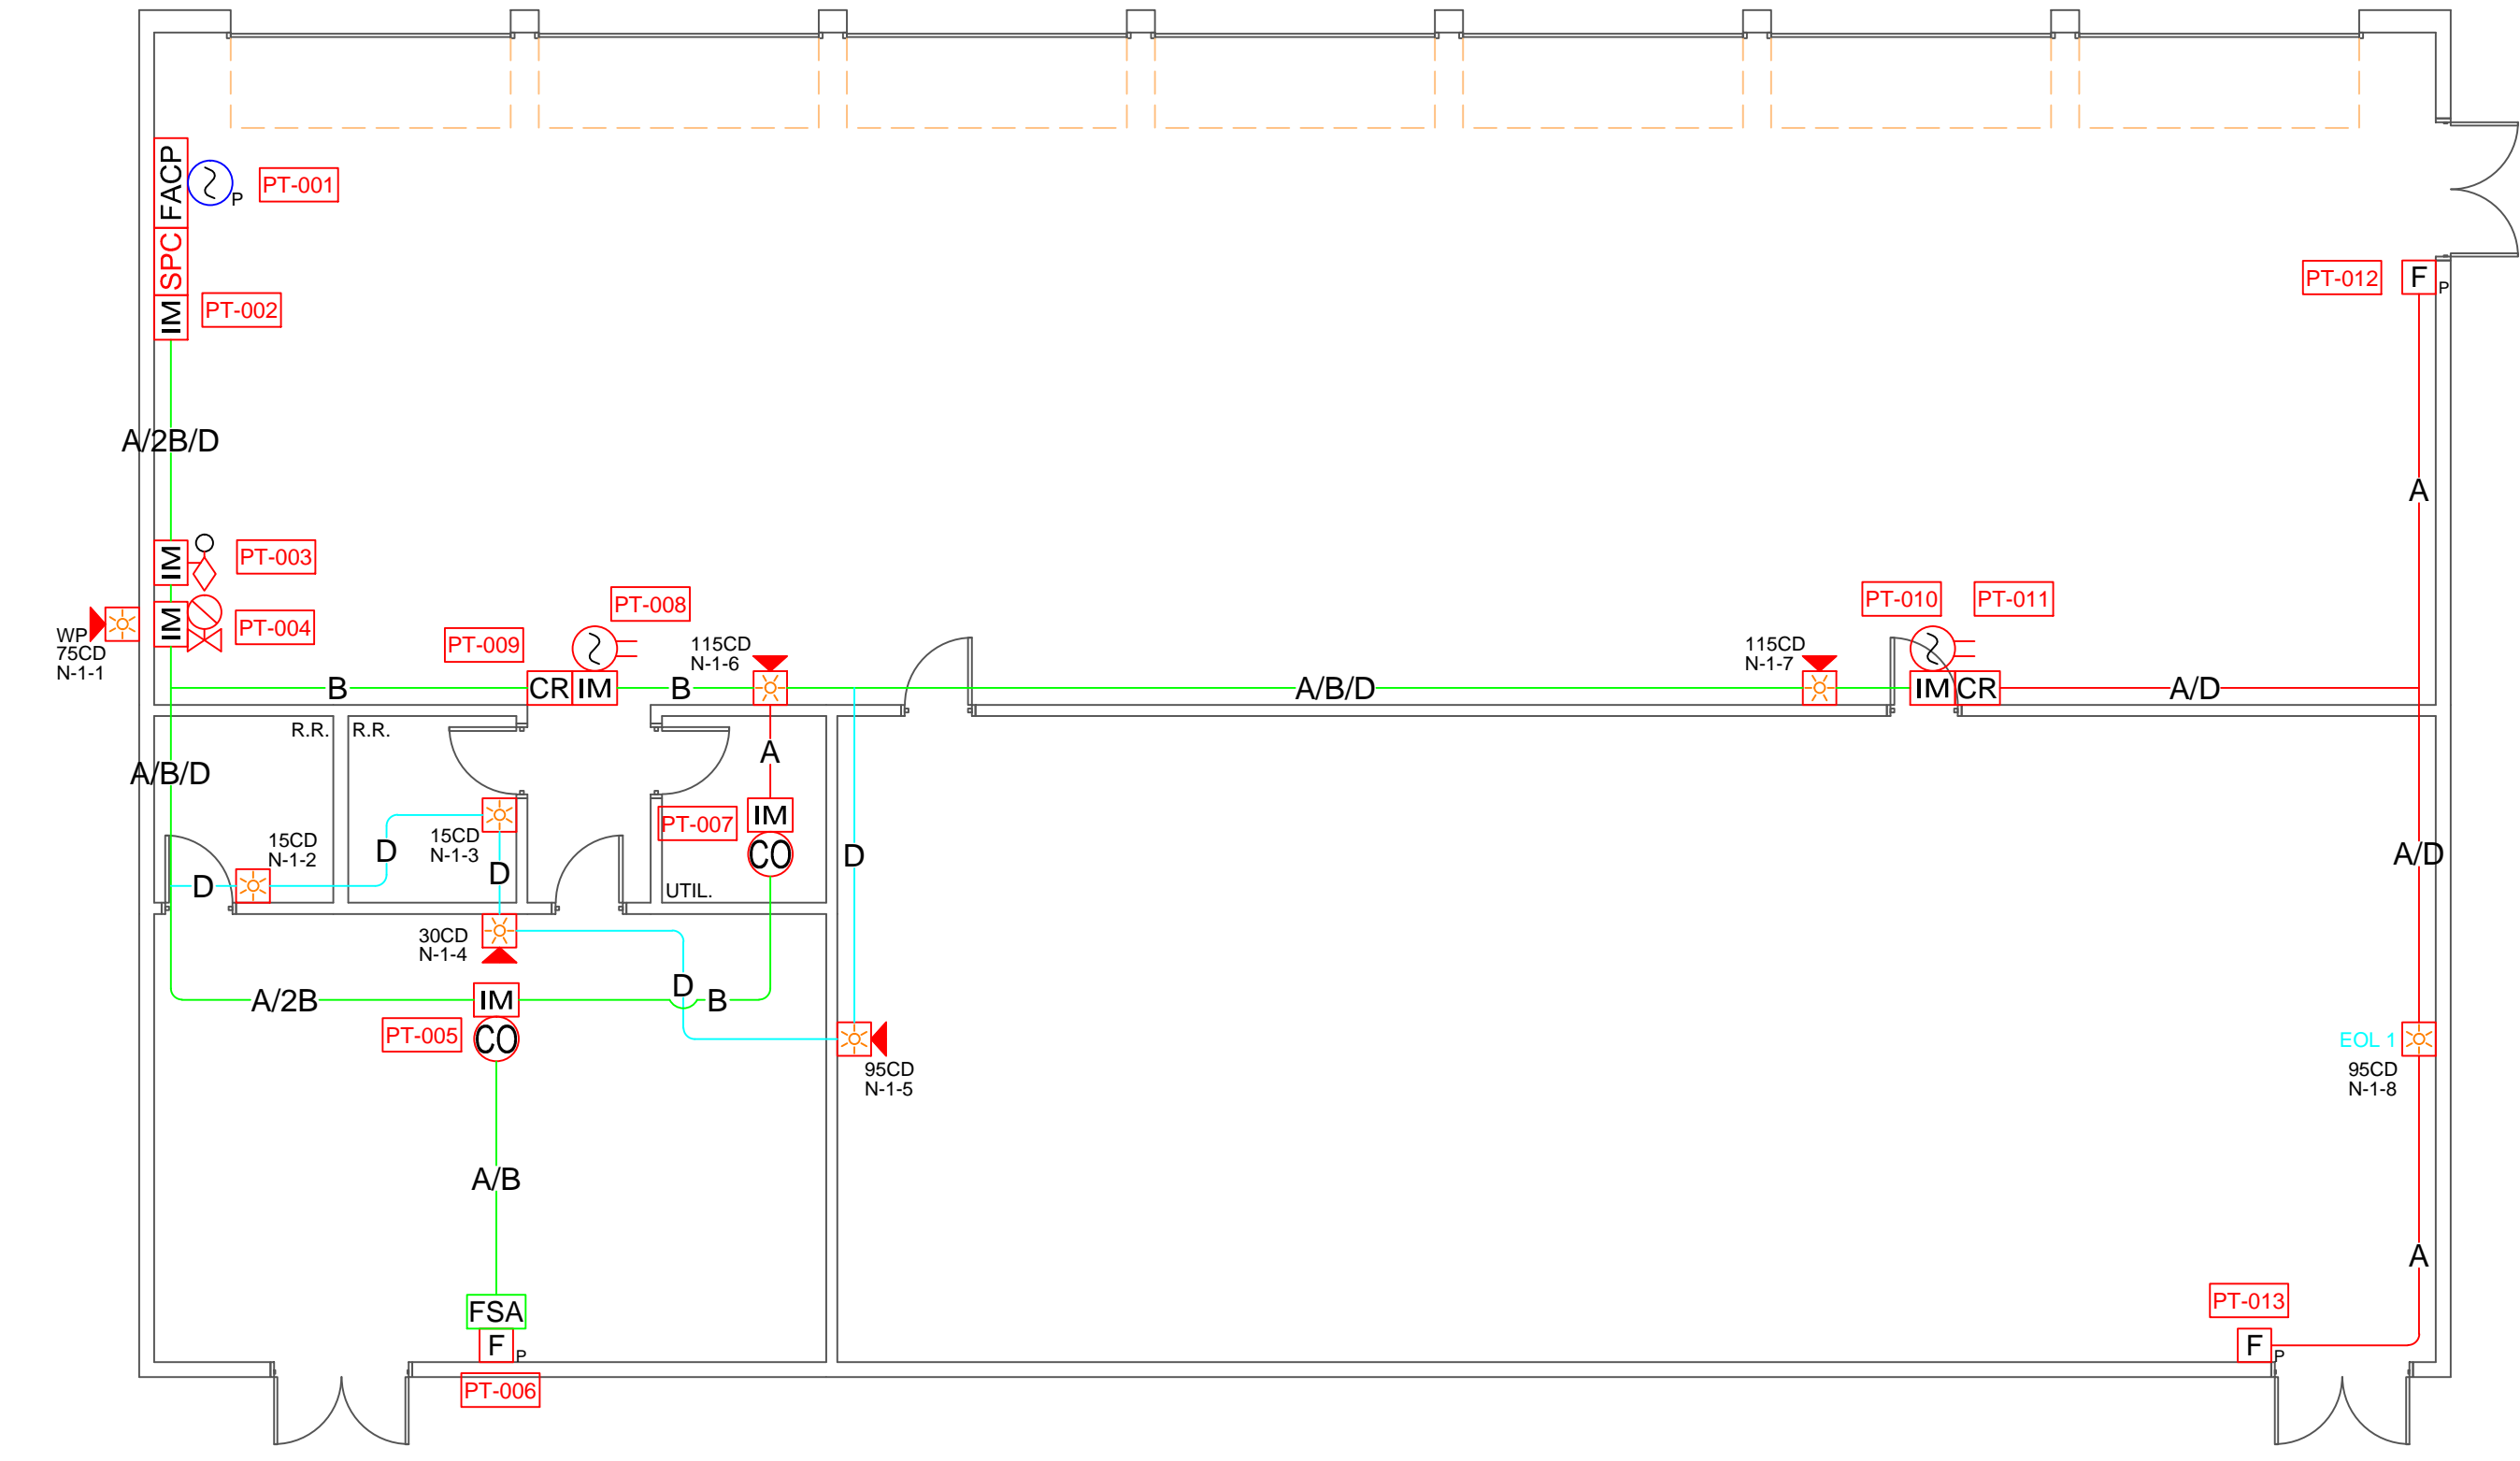 FACP
P
PT-001
SPC
IM
PT-002
PT-012
F
P
A/2B/D
A
IM
PT-003
IM
PT-004
WP
75CD
N-1-1
PT-008
PT-009
115CD
N-1-6
115CD
N-1-7
PT-010
PT-011
B
CR
IM
B
A/B/D
IM
CR
A/D
R.R.
R.R.
A
A/B/D
IM
PT-007
CO
15CD
N-1-2
15CD
N-1-3
D
D
D
D
A/D
UTIL.
30CD
N-1-4
D
A/2B
IM
B
PT-005
CO
95CD
N-1-5
EOL 1
95CD
N-1-8
A/B
A
FSA
F
P
PT-006
PT-013
F
P